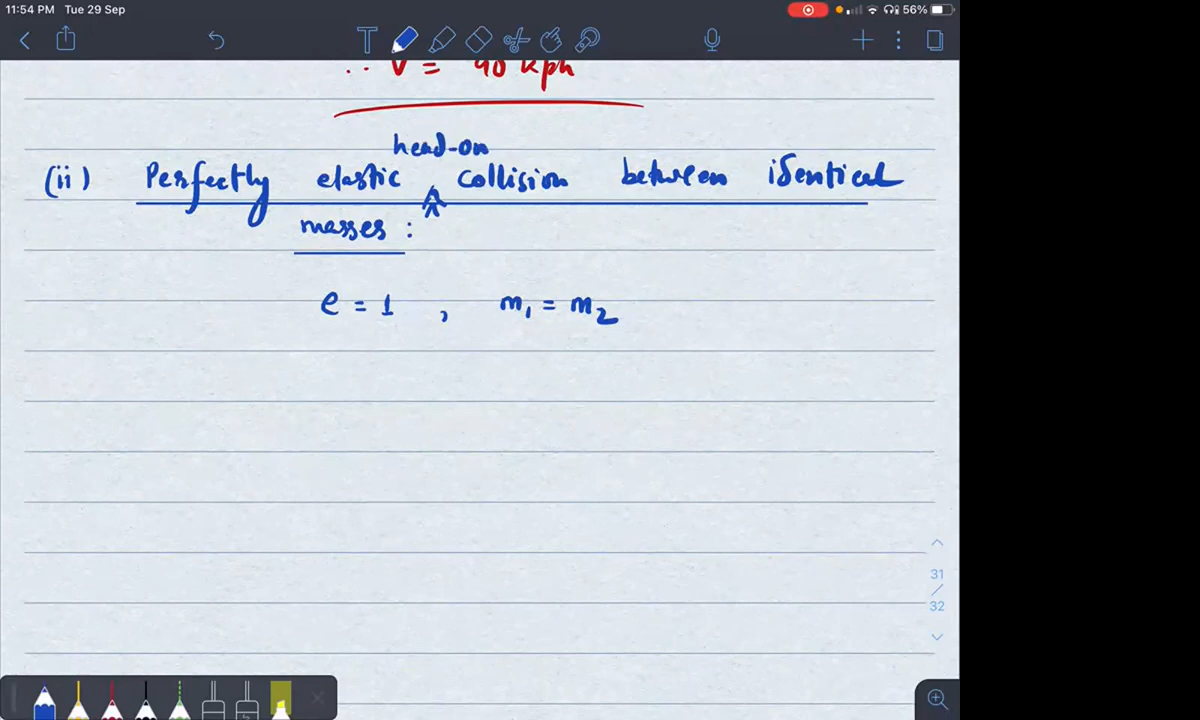 11:54 PM Tue 29 Sep
56%
∴ V = 90 kph
head-on
(ii) Perfectly elastic collision between identical
masses :
e = 1 , m₁ = m₂
31
/
32